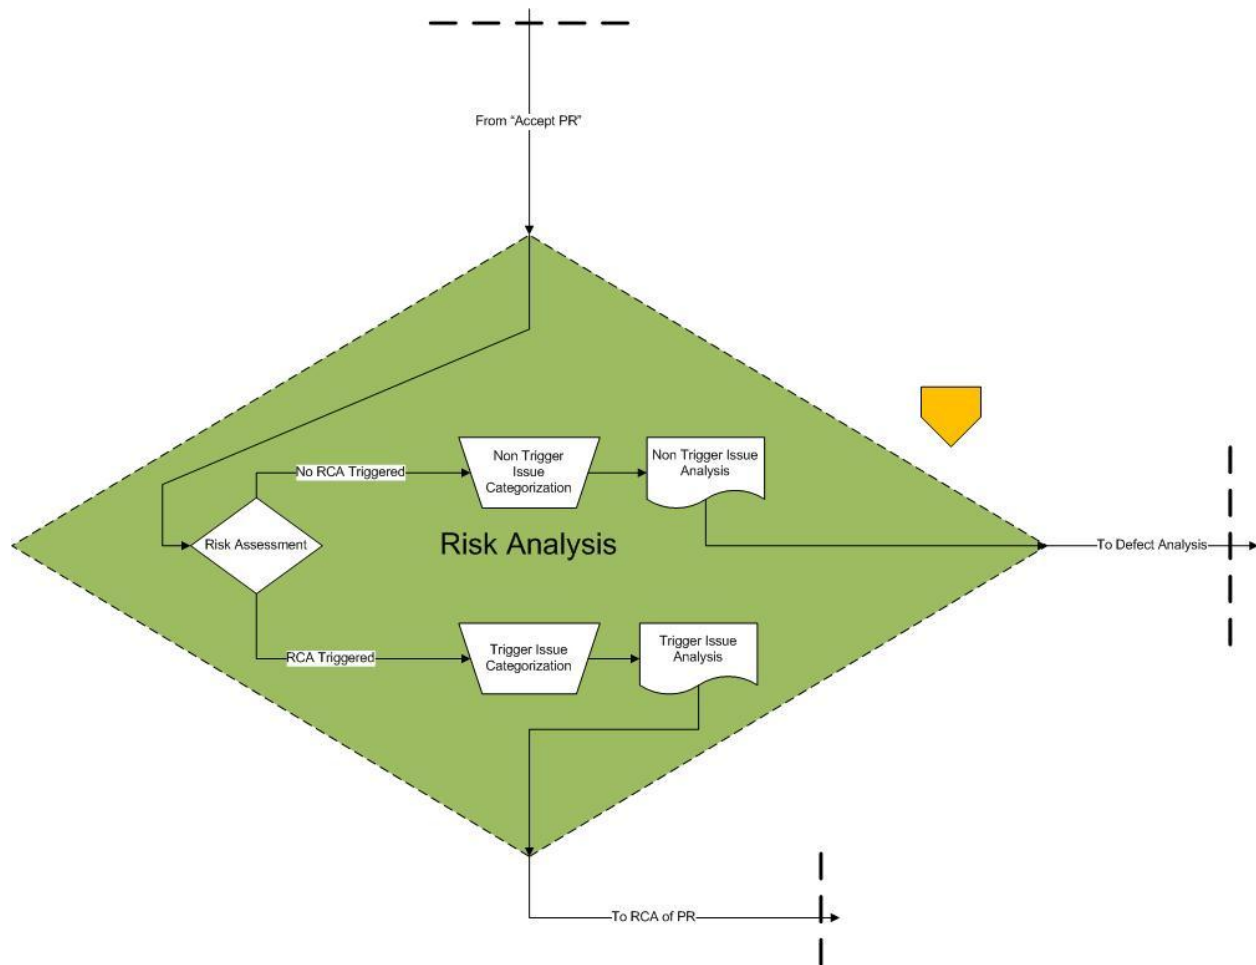 From “Accept PR”
No RCA Triggered
Non Trigger
Issue
Categorization
Non Trigger Issue
Analysis
Risk Assessment
Risk Analysis
To Defect Analysis
RCA Triggered
Trigger Issue
Categorization
Trigger Issue
Analysis
To RCA of PR